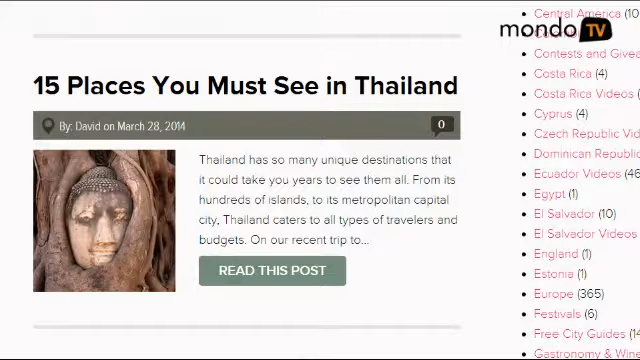 Central America (10
mondo TV
15 Places You Must See in Thailand
By: David on March 28, 2014
0
Thailand has so many unique destinations that
it could take you years to see them all. From its
hundreds of islands, to its metropolitan capital
city, Thailand caters to all types of travelers and
budgets. On our recent trip to...
READ THIS POST
Contests and Givea
Costa Rica (4)
Costa Rica Videos (
Cyprus (4)
Czech Republic Vid
Dominican Republic
Ecuador Videos (46
Egypt (1)
El Salvador (10)
El Salvador Videos
England (1)
Estonia (1)
Europe (365)
Festivals (6)
Free City Guides (14
Gastronomy & Wine